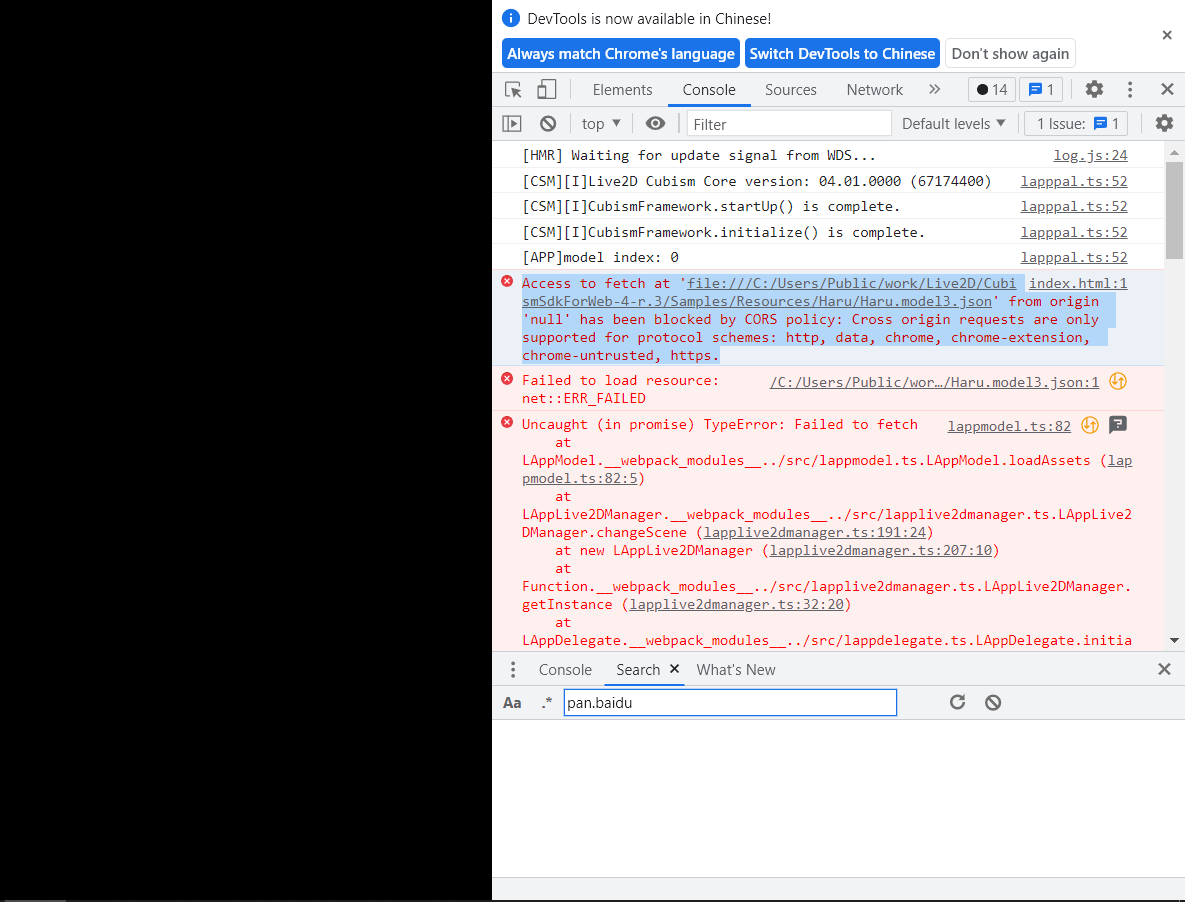 DevTools is now available in Chinese!
Always match Chrome's language Switch DevTools to Chinese Don't show again
Elements Console Sources Network 14 1
top Filter Default levels 1 Issue: 1
[HMR] Waiting for update signal from WDS... log.js:24
[CSM][I]Live2D Cubism Core version: 04.01.0000 (67174400) lapppal.ts:52
[CSM][I]CubismFramework.startUp() is complete. lapppal.ts:52
[CSM][I]CubismFramework.initialize() is complete. lapppal.ts:52
[APP]model index: 0 lapppal.ts:52
Access to fetch at 'file:///C:/Users/Public/work/Live2D/Cubi index.html:1
smSdkForWeb-4-r.3/Samples/Resources/Haru/Haru.model3.json' from origin
'null' has been blocked by CORS policy: Cross origin requests are only
supported for protocol schemes: http, data, chrome, chrome-extension,
chrome-untrusted, https.
Failed to load resource: /C:/Users/Public/wor…/Haru.model3.json:1
net::ERR_FAILED
Uncaught (in promise) TypeError: Failed to fetch lappmodel.ts:82
at
LAppModel.__webpack_modules__../src/lappmodel.ts.LAppModel.loadAssets (lap
pmodel.ts:82:5)
at
LAppLive2DManager.__webpack_modules__../src/lapplive2dmanager.ts.LAppLive2
DManager.changeScene (lapplive2dmanager.ts:191:24)
at new LAppLive2DManager (lapplive2dmanager.ts:207:10)
at
Function.__webpack_modules__../src/lapplive2dmanager.ts.LAppLive2DManager.
getInstance (lapplive2dmanager.ts:32:20)
at
LAppDelegate.__webpack_modules__../src/lappdelegate.ts.LAppDelegate.initia
Console Search What's New
Aa .* pan.baidu